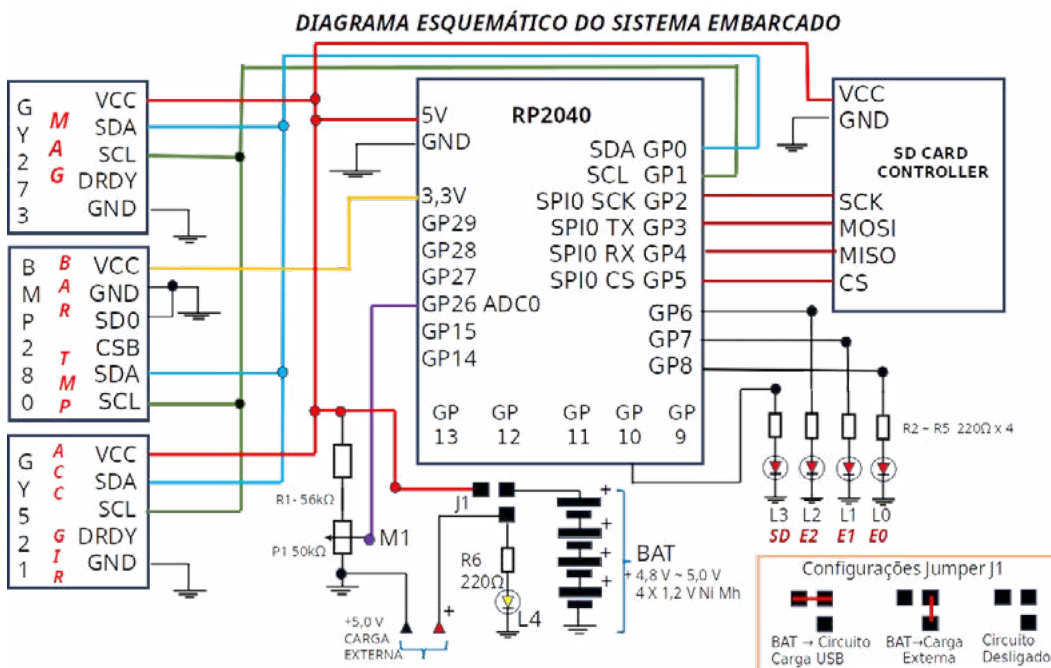 DIAGRAMA ESQUEMÁTICO DO SISTEMA EMBARCADO
GY273
MAG
VCC
SDA
SCL
DRDY
GND
BMP280
BAR TMP
VCC
GND
SD0
CSB
SDA
SCL
GY521
ACC GIR
VCC
SDA
SCL
DRDY
GND
RP2040
5V
GND
3,3V
GP29
GP28
GP27
GP26 ADC0
GP15
GP14
SDA GP0
SCL GP1
SPI0 SCK GP2
SPI0 TX GP3
SPI0 RX GP4
SPI0 CS GP5
GP6
GP7
GP8
GP 13
GP 12
GP 11
GP 10
GP 9
VCC
GND
SD CARD
CONTROLLER
SCK
MOSI
MISO
CS
R2 – R5 220Ω x 4
L3 L2 L1 L0
SD E2 E1 E0
R1- 56kΩ
P1 50kΩ
M1
J1
R6
220Ω
L4
+
+
+
+
+
BAT
+ 4,8 V ~ 5,0 V
4 X 1,2 V Ni Mh
+5,0 V
CARGA
EXTERNA
Configurações Jumper J1
BAT → Circuito
Carga USB
BAT→Carga
Externa
Circuito
Desligado